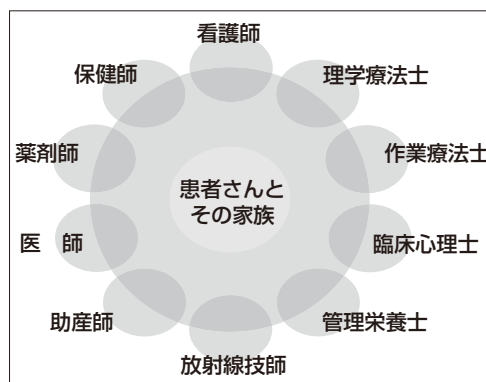 看護師
保健師
理学療法士
薬剤師
作業療法士
患者さんと
その家族
医　師
臨床心理士
助産師
管理栄養士
放射線技師